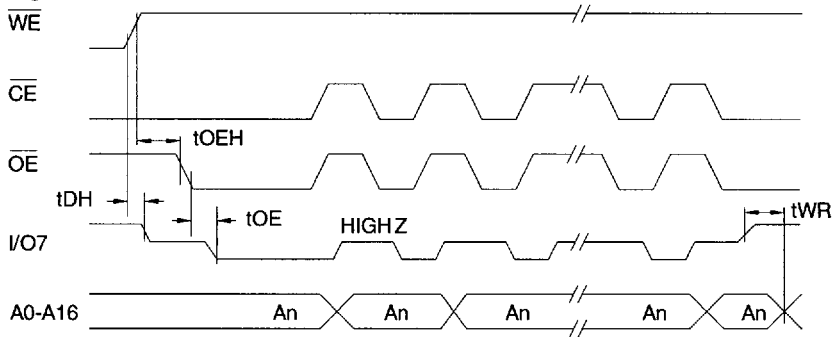 WE
CE
tOEH
OE
tDH
tOE
tWR
HIGH Z
I/O7
A0-A16
An An An An An